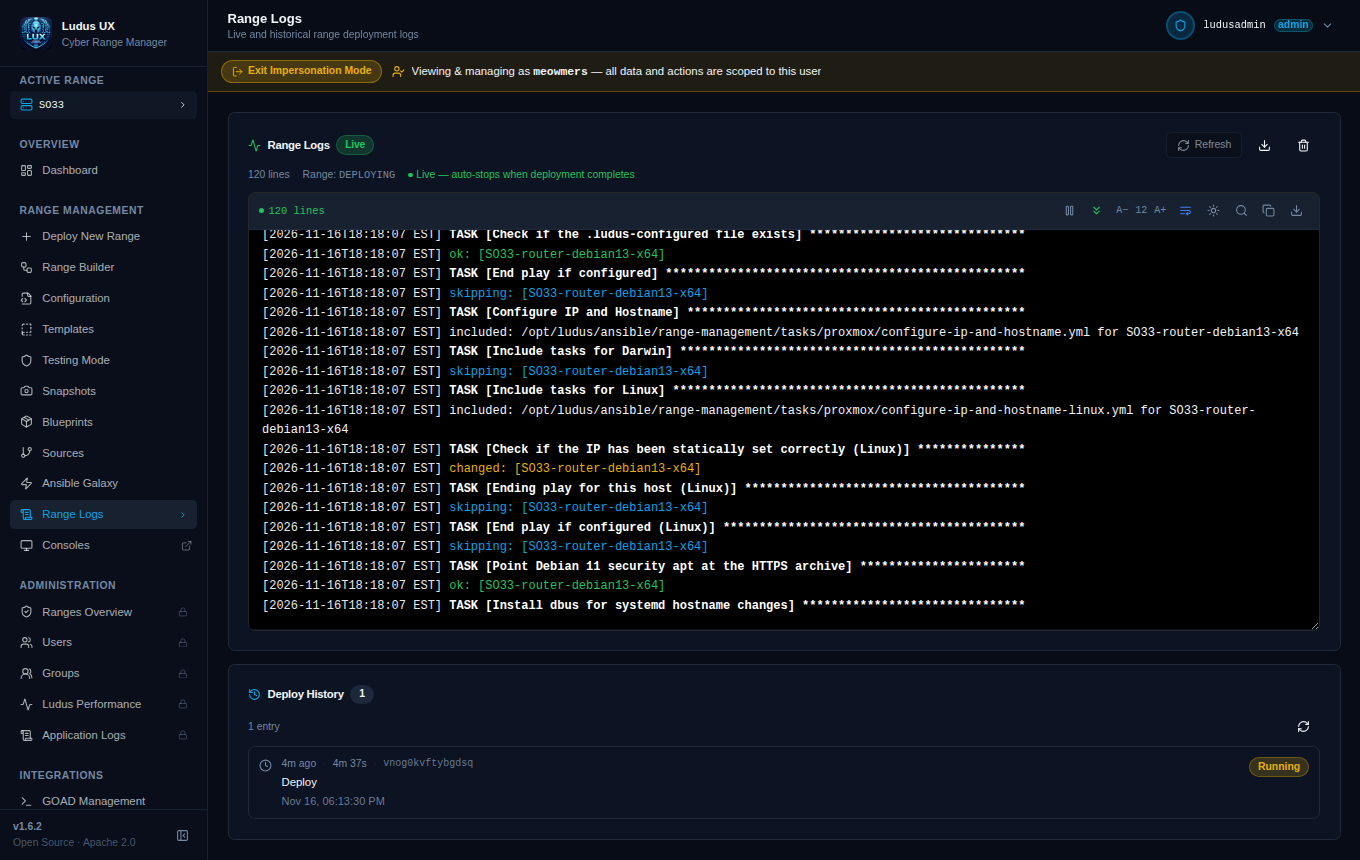 Ludus UX
Cyber Range Manager
ACTIVE RANGE
SO33
OVERVIEW
Dashboard
RANGE MANAGEMENT
Deploy New Range
Range Builder
Configuration
Templates
Testing Mode
Snapshots
Blueprints
Sources
Ansible Galaxy
Range Logs
Consoles
ADMINISTRATION
Ranges Overview
Users
Groups
Ludus Performance
Application Logs
INTEGRATIONS
GOAD Management
v1.6.2
Open Source · Apache 2.0
Range Logs
Live and historical range deployment logs
ludusadmin admin
Exit Impersonation Mode Viewing & managing as meowmers — all data and actions are scoped to this user
Range Logs Live
Refresh
120 lines Range: DEPLOYING Live — auto-stops when deployment completes
120 lines
A− 12 A+
[2026-11-16T18:18:07 EST] TASK [Check if the .ludus-configured file exists] ******************************
[2026-11-16T18:18:07 EST] ok: [SO33-router-debian13-x64]
[2026-11-16T18:18:07 EST] TASK [End play if configured] **************************************************
[2026-11-16T18:18:07 EST] skipping: [SO33-router-debian13-x64]
[2026-11-16T18:18:07 EST] TASK [Configure IP and Hostname] ***********************************************
[2026-11-16T18:18:07 EST] included: /opt/ludus/ansible/range-management/tasks/proxmox/configure-ip-and-hostname.yml for SO33-router-debian13-x64
[2026-11-16T18:18:07 EST] TASK [Include tasks for Darwin] ************************************************
[2026-11-16T18:18:07 EST] skipping: [SO33-router-debian13-x64]
[2026-11-16T18:18:07 EST] TASK [Include tasks for Linux] *************************************************
[2026-11-16T18:18:07 EST] included: /opt/ludus/ansible/range-management/tasks/proxmox/configure-ip-and-hostname-linux.yml for SO33-router-
debian13-x64
[2026-11-16T18:18:07 EST] TASK [Check if the IP has been statically set correctly (Linux)] ***************
[2026-11-16T18:18:07 EST] changed: [SO33-router-debian13-x64]
[2026-11-16T18:18:07 EST] TASK [Ending play for this host (Linux)] ***************************************
[2026-11-16T18:18:07 EST] skipping: [SO33-router-debian13-x64]
[2026-11-16T18:18:07 EST] TASK [End play if configured (Linux)] ******************************************
[2026-11-16T18:18:07 EST] skipping: [SO33-router-debian13-x64]
[2026-11-16T18:18:07 EST] TASK [Point Debian 11 security apt at the HTTPS archive] ***********************
[2026-11-16T18:18:07 EST] ok: [SO33-router-debian13-x64]
[2026-11-16T18:18:07 EST] TASK [Install dbus for systemd hostname changes] *******************************
Deploy History 1
1 entry
4m ago · 4m 37s · vnog0kvftybgdsq
Running
Deploy
Nov 16, 06:13:30 PM